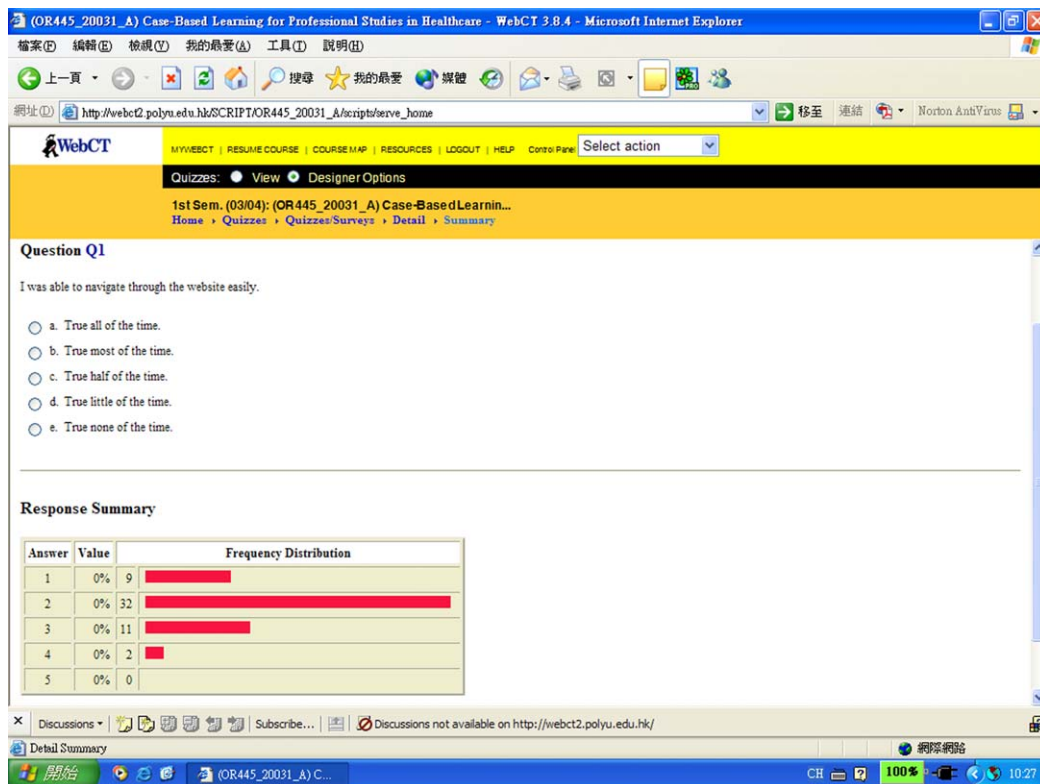 (OR445_20031_A) Case-Based Learning for Professional Studies in Healthcare - WebCT 3.8.4 - Microsoft Internet Explorer
檔案(F) 編輯(E) 檢視(V) 我的最愛(A) 工具(T) 說明(H)
上一頁 搜尋 我的最愛 媒體
網址(D) http://webct2.polyu.edu.hk/SCRIPT/OR445_20031_A/scripts/serve_home 移至 連結 Norton AntiVirus
WebCT MYWEBCT | RESUME COURSE | COURSE MAP | RESOURCES | LOGOUT | HELP Control Panel Select action
Quizzes: View Designer Options
1st Sem. (03/04): (OR445_20031_A) Case-Based Learnin...
Home › Quizzes › Quizzes/Surveys › Detail › Summary
Question Q1
I was able to navigate through the website easily.
a. True all of the time.
b. True most of the time.
c. True half of the time.
d. True little of the time.
e. True none of the time.
Response Summary
Answer Value Frequency Distribution
1 0% 9
2 0% 32
3 0% 11
4 0% 2
5 0% 0
Discussions Subscribe... Discussions not available on http://webct2.polyu.edu.hk/
Detail Summary 網際網路
開始 (OR445_20031_A) C... CH 100% 10:27